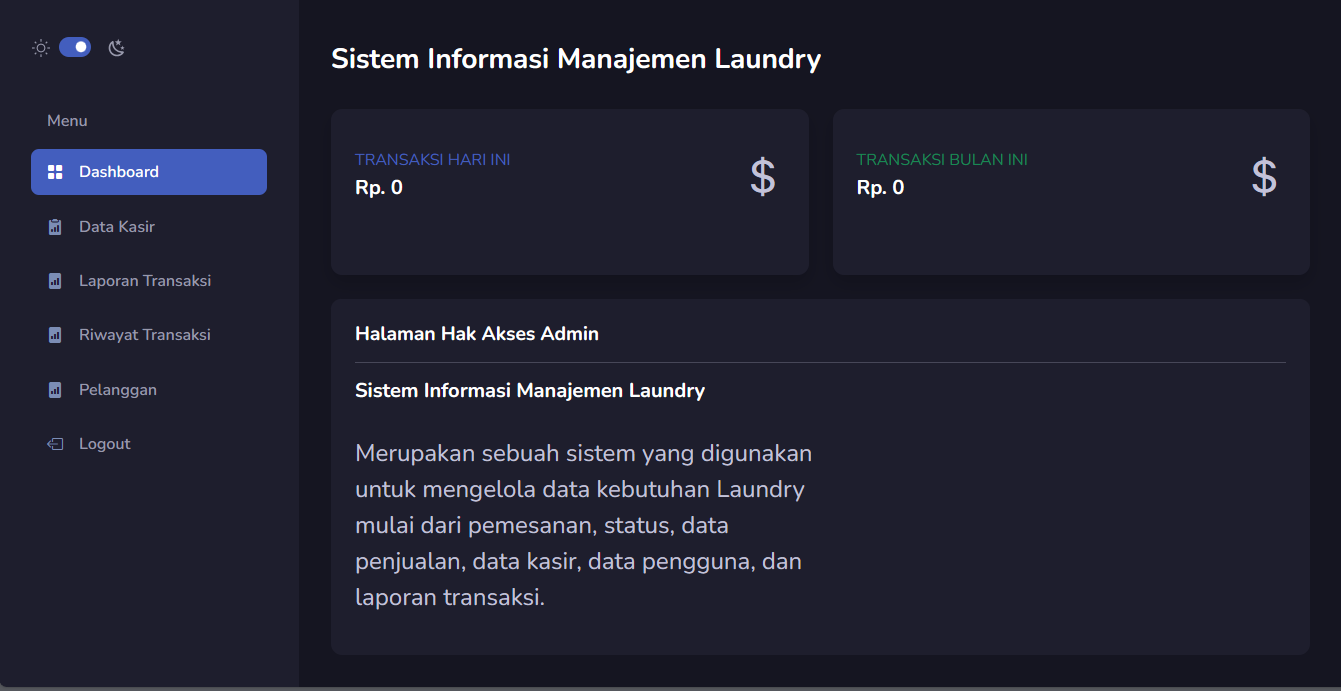 Menu
Dashboard
Data Kasir
Laporan Transaksi
Riwayat Transaksi
Pelanggan
Logout
Sistem Informasi Manajemen Laundry
TRANSAKSI HARI INI
Rp. 0
$
TRANSAKSI BULAN INI
Rp. 0
$
Halaman Hak Akses Admin
Sistem Informasi Manajemen Laundry
Merupakan sebuah sistem yang digunakan
untuk mengelola data kebutuhan Laundry
mulai dari pemesanan, status, data
penjualan, data kasir, data pengguna, dan
laporan transaksi.